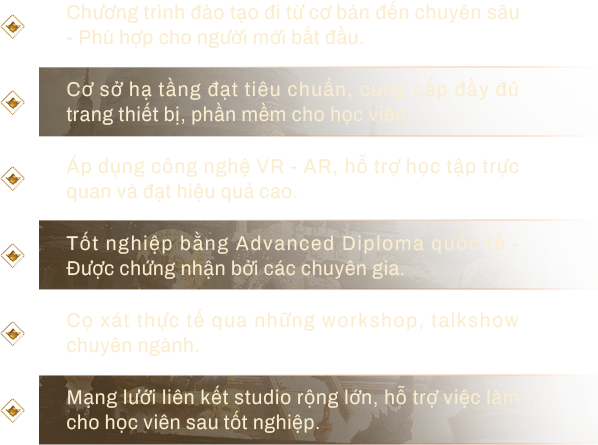 Chương trình đào tạo đi từ cơ bản đến chuyên sâu
- Phù hợp cho người mới bắt đầu.
Cơ sở hạ tầng đạt tiêu chuẩn, cung cấp đầy đủ
trang thiết bị, phần mềm cho học viên.
Áp dụng công nghệ VR - AR, hỗ trợ học tập trực
quan và đạt hiệu quả cao.
Tốt nghiệp bằng Advanced Diploma quốc tế -
Được chứng nhận bởi các chuyên gia.
Cọ xát thực tế qua những workshop, talkshow
chuyên ngành.
Mạng lưới liên kết studio rộng lớn, hỗ trợ việc làm
cho học viên sau tốt nghiệp.